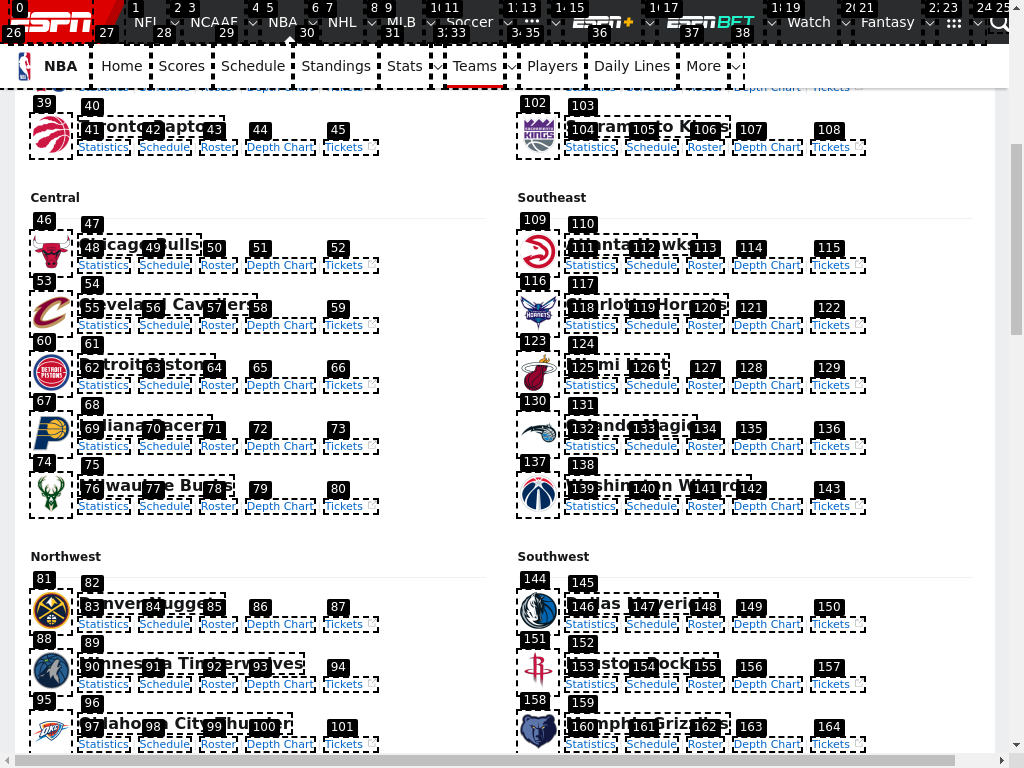 0 1 2 3 4 5 6 7 8 9 11 13 15 17 19 21 23 24 25
ESPN NFL NCAAF NBA NHL MLB Soccer ESPN+ ESPN BET Watch Fantasy
26 27 28 29 30 31 33 35 36 37 38
NBA Home Scores Schedule Standings Stats Teams Players Daily Lines More
39 40
41 42 43 44 45
Statistics Schedule Roster Depth Chart Tickets
102 103
Sacramento Kings
104 105 106 107 108
Statistics Schedule Roster Depth Chart Tickets
Central
46 47
Chicago Bulls
48 49 50 51 52
Statistics Schedule Roster Depth Chart Tickets
53 54
Cleveland Cavaliers
55 56 57 58 59
Statistics Schedule Roster Depth Chart Tickets
60 61
Detroit Pistons
62 63 64 65 66
Statistics Schedule Roster Depth Chart Tickets
67 68
Indiana Pacers
69 70 71 72 73
Statistics Schedule Roster Depth Chart Tickets
74 75
Milwaukee Bucks
76 77 78 79 80
Statistics Schedule Roster Depth Chart Tickets
Southeast
109 110
Atlanta Hawks
111 112 113 114 115
Statistics Schedule Roster Depth Chart Tickets
116 117
Charlotte Hornets
118 119 120 121 122
Statistics Schedule Roster Depth Chart Tickets
123 124
Miami Heat
125 126 127 128 129
Statistics Schedule Roster Depth Chart Tickets
130 131
Orlando Magic
132 133 134 135 136
Statistics Schedule Roster Depth Chart Tickets
137 138
Washington Wizards
139 140 141 142 143
Statistics Schedule Roster Depth Chart Tickets
Northwest
81 82
Denver Nuggets
83 84 85 86 87
Statistics Schedule Roster Depth Chart Tickets
88 89
Minnesota Timberwolves
90 91 92 93 94
Statistics Schedule Roster Depth Chart Tickets
95 96
Oklahoma City Thunder
97 98 99 100 101
Statistics Schedule Roster Depth Chart Tickets
Southwest
144 145
Dallas Mavericks
146 147 148 149 150
Statistics Schedule Roster Depth Chart Tickets
151 152
Houston Rockets
153 154 155 156 157
Statistics Schedule Roster Depth Chart Tickets
158 159
Memphis Grizzlies
160 161 162 163 164
Statistics Schedule Roster Depth Chart Tickets